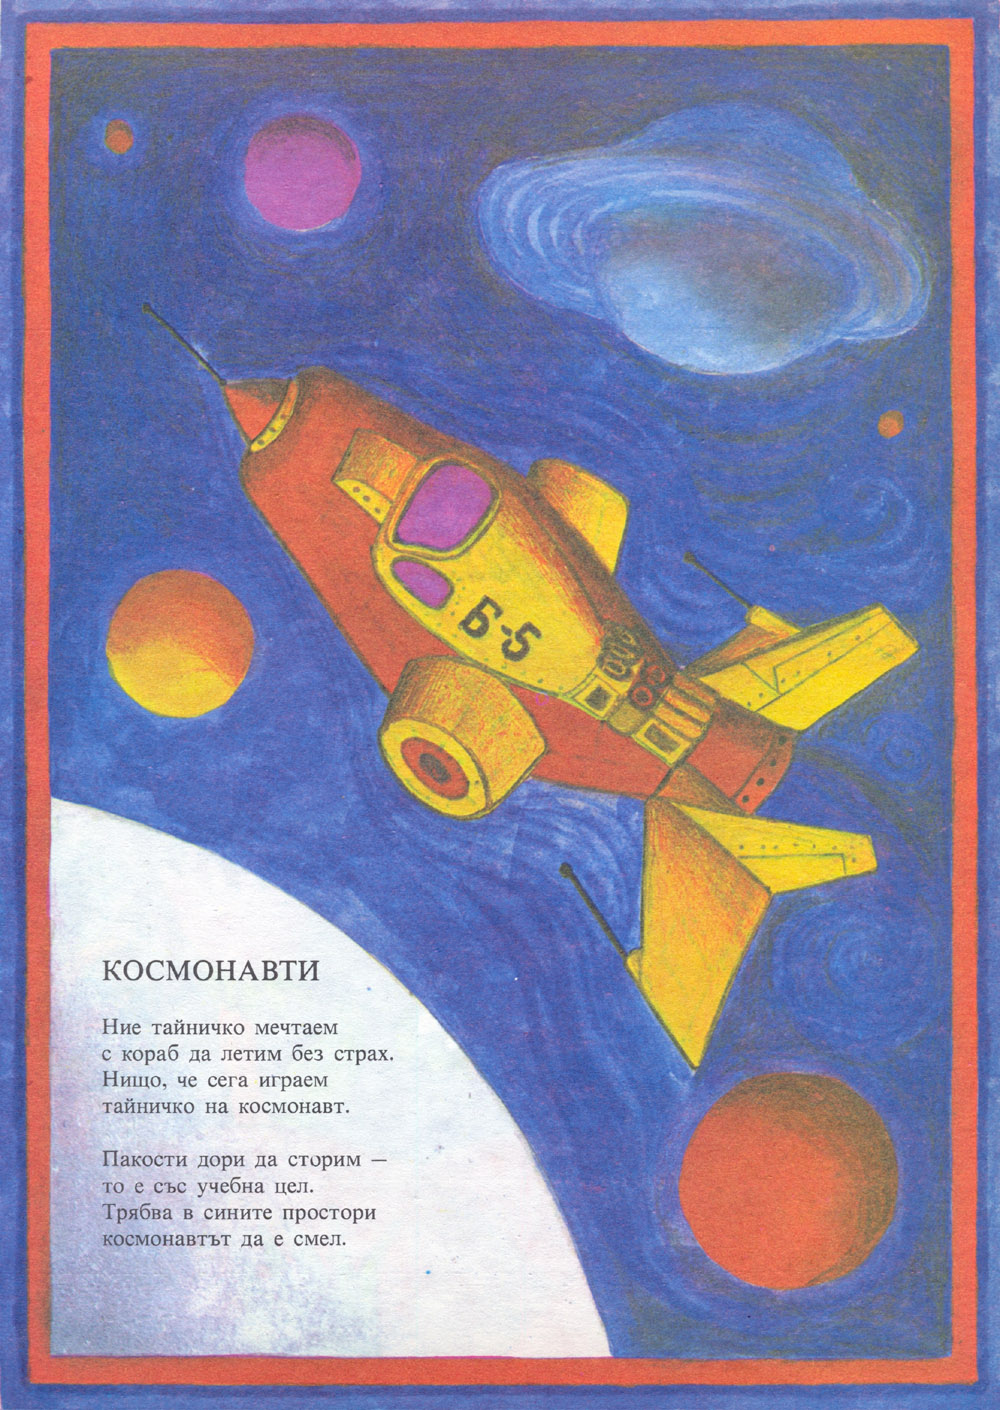 Б-5
КОСМОНАВТИ
Ние тайничко мечтаем
с кораб да летим без страх.
Нищо, че сега играем
тайничко на космонавт.
Пакости дори да сторим —
то е със учебна цел.
Трябва в сините простори
космонавтът да е смел.